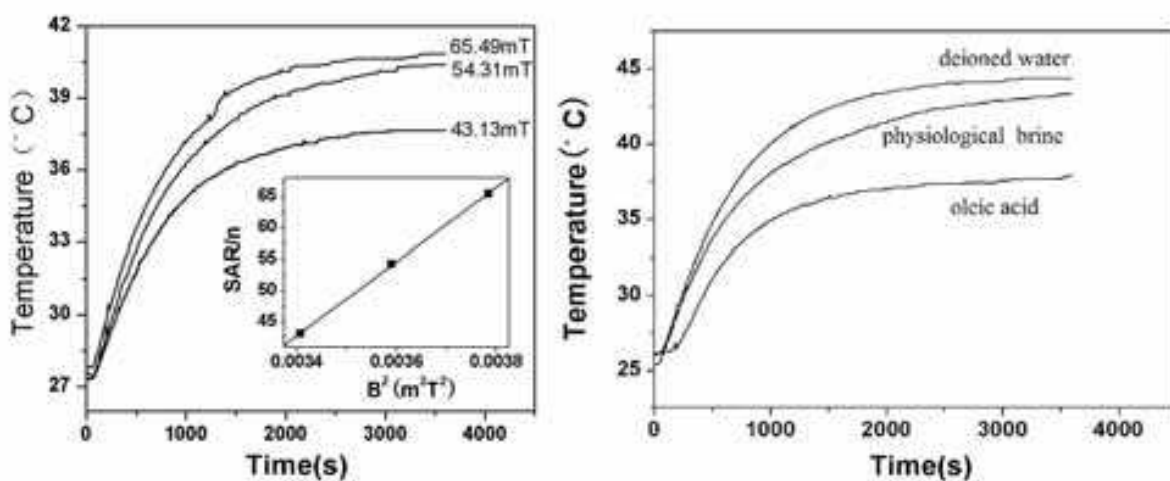 42
39
36
33
30
27
Temperature (°C)
0 1000 2000 3000 4000
Time(s)
65.49mT
54.31mT
43.13mT
65
60
55
50
45
SAR/n
0.0034 0.0036 0.0038
B² (m²T²)
45
40
35
30
25
Temperature (°C)
0 1000 2000 3000 4000
Time(s)
deioned water
physiological brine
oleic acid